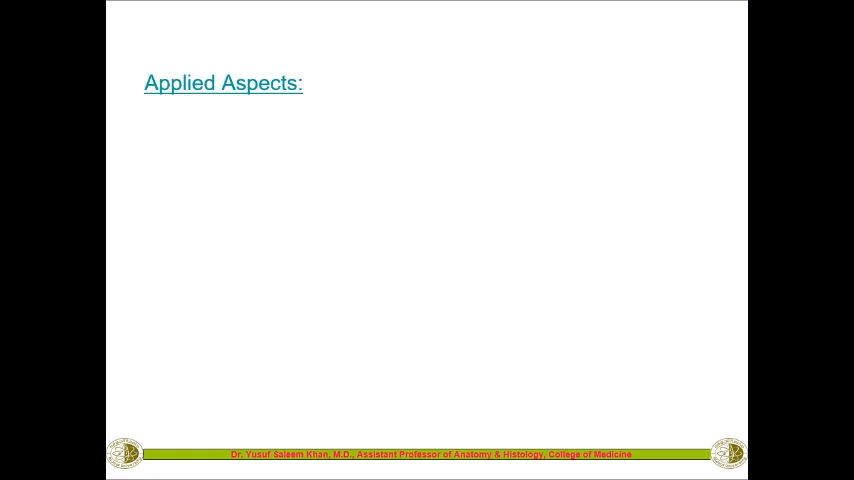 Applied Aspects:
Dr. Yusuf Saleem Khan, M.D., Assistant Professor of Anatomy & Histology, College of Medicine